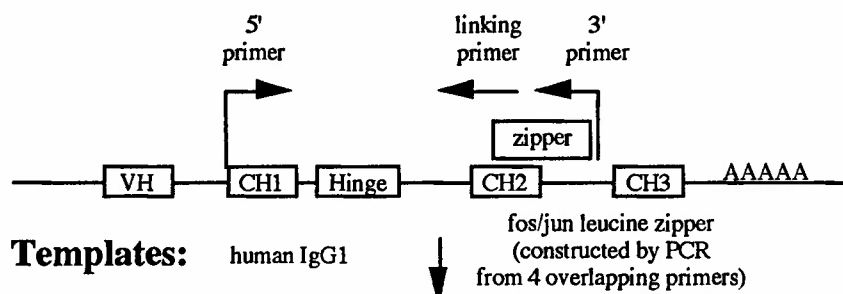 5' primer
linking primer
3' primer
zipper
VH
CH1
Hinge
CH2
CH3
AAAAA
Templates:
human IgG1
fos/jun leucine zipper
(constructed by PCR
from 4 overlapping primers)